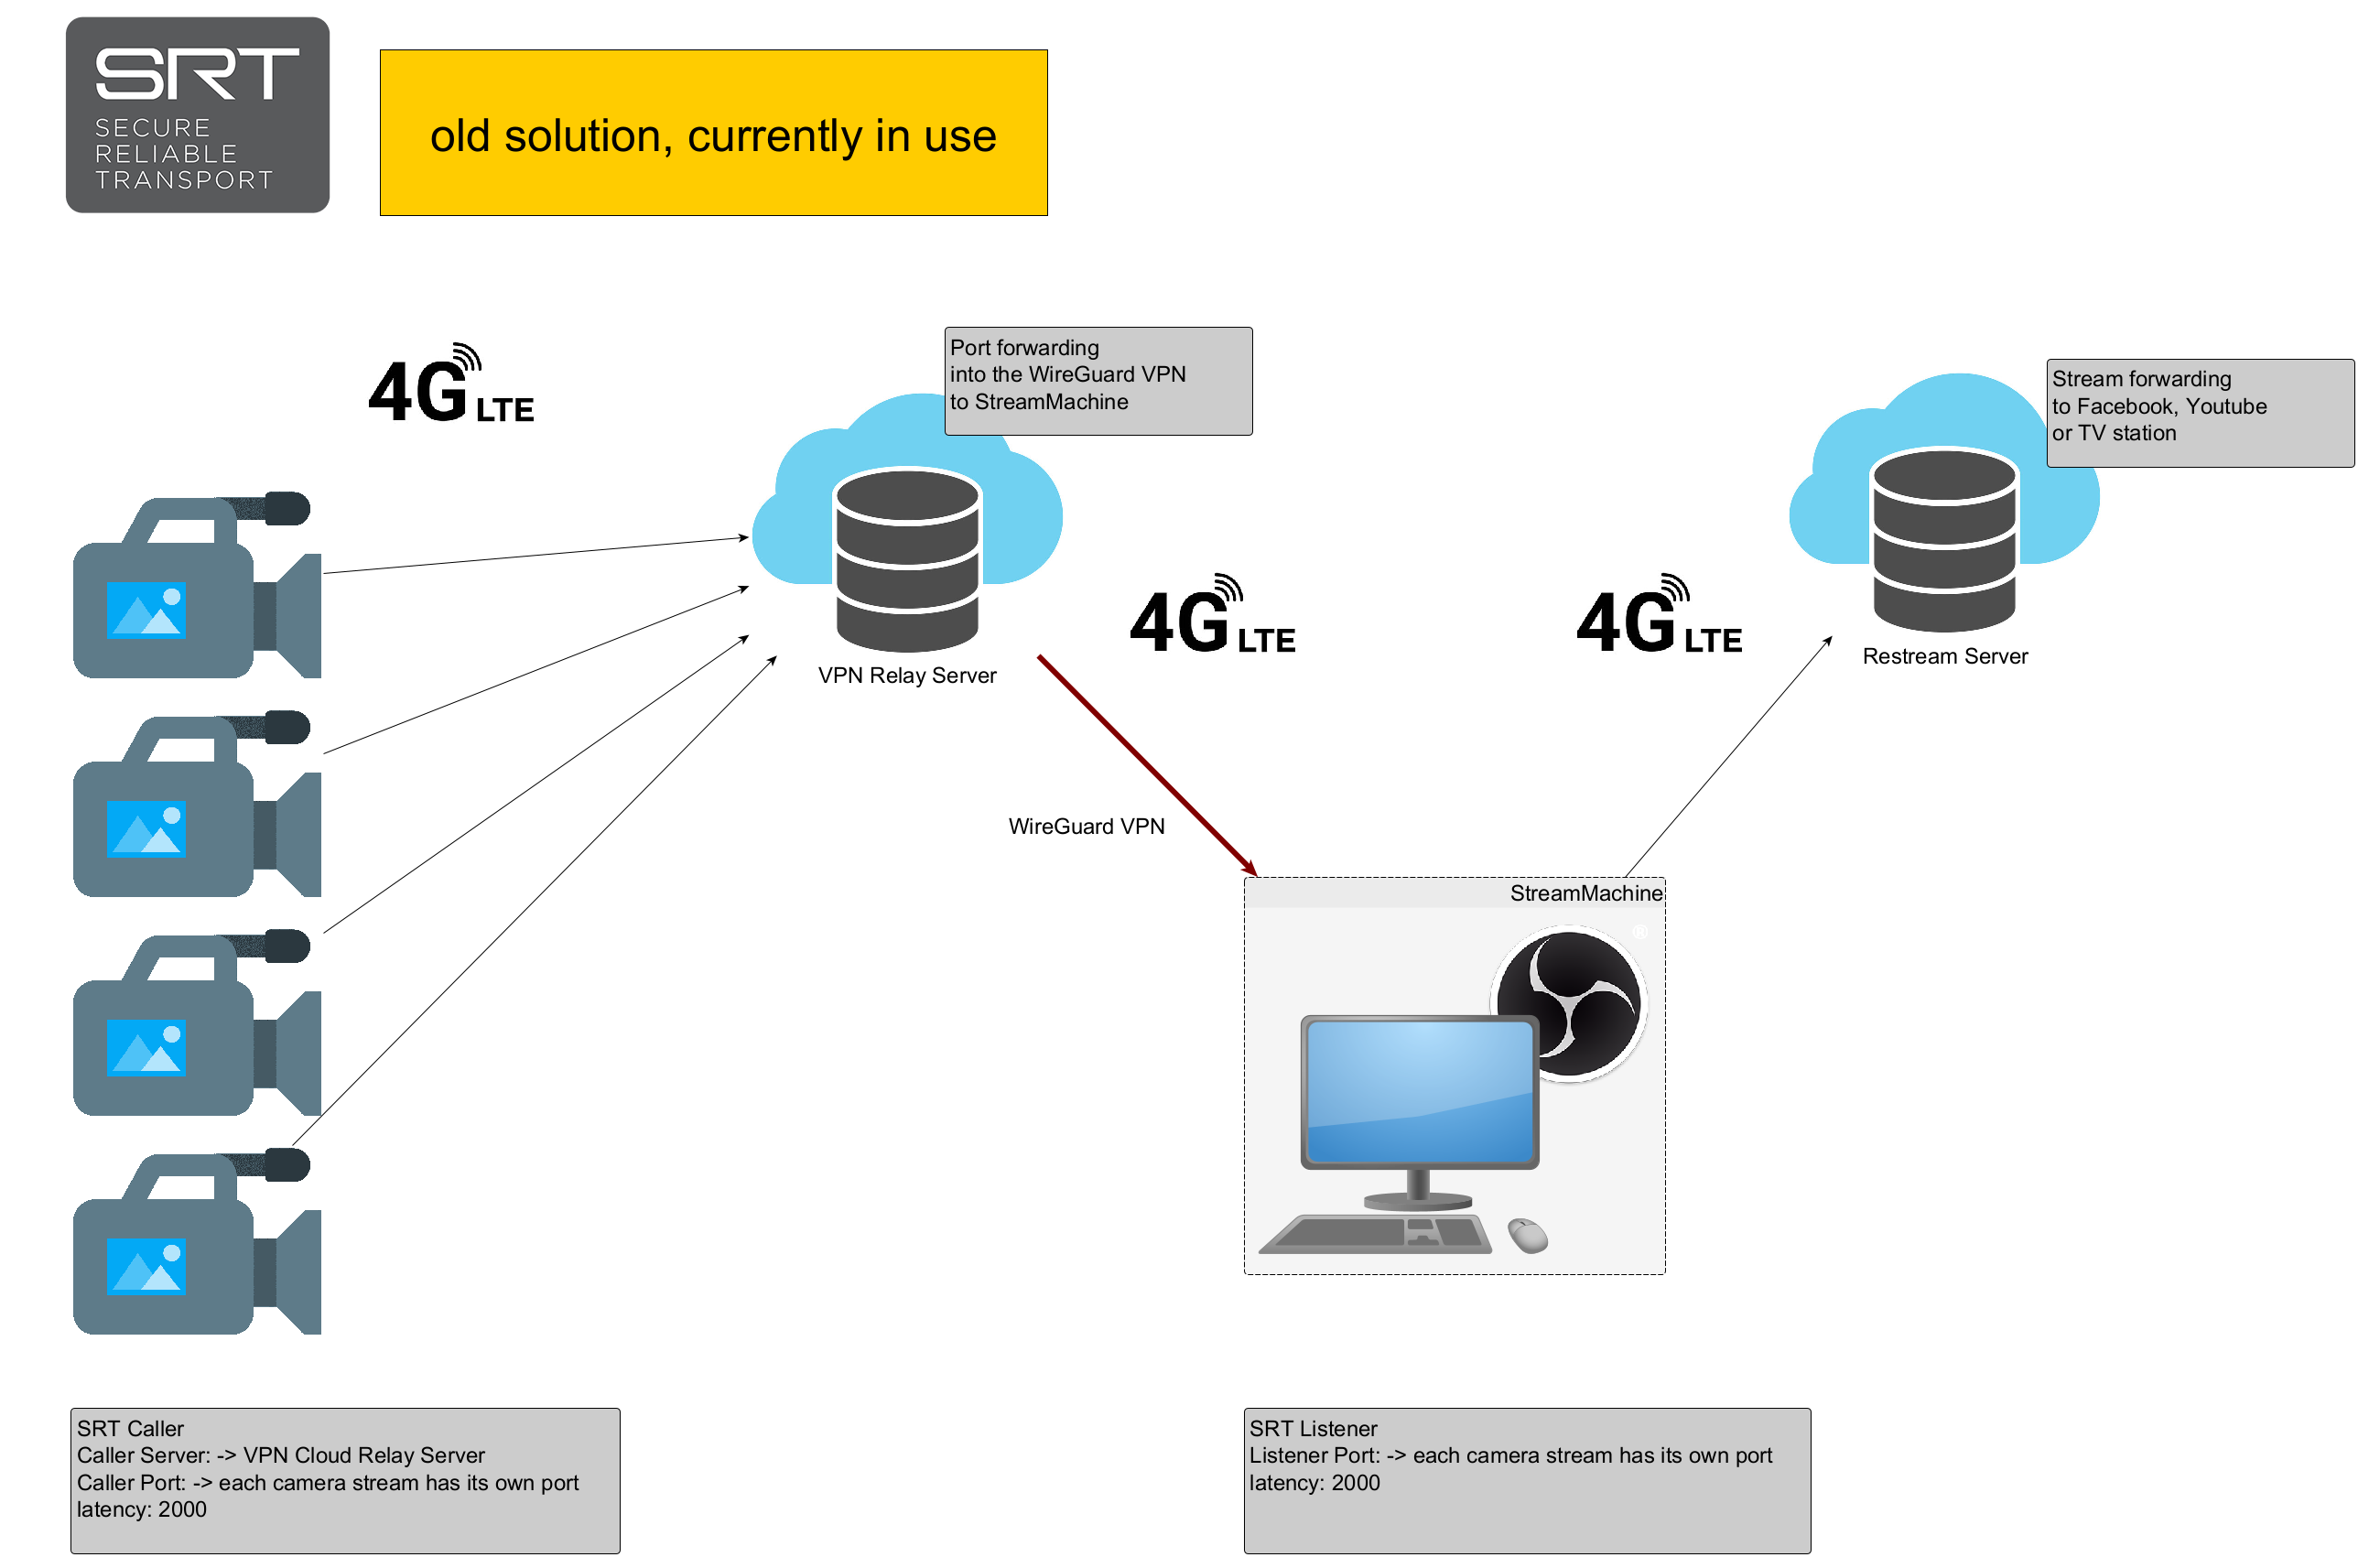 SRT
SECURE
RELIABLE
TRANSPORT
old solution, currently in use
4G LTE
Port forwarding
into the WireGuard VPN
to StreamMachine
Stream forwarding
to Facebook, Youtube
or TV station
4G LTE
4G LTE
VPN Relay Server
Restream Server
WireGuard VPN
StreamMachine
®
SRT Caller
Caller Server: -> VPN Cloud Relay Server
Caller Port: -> each camera stream has its own port
latency: 2000
SRT Listener
Listener Port: -> each camera stream has its own port
latency: 2000